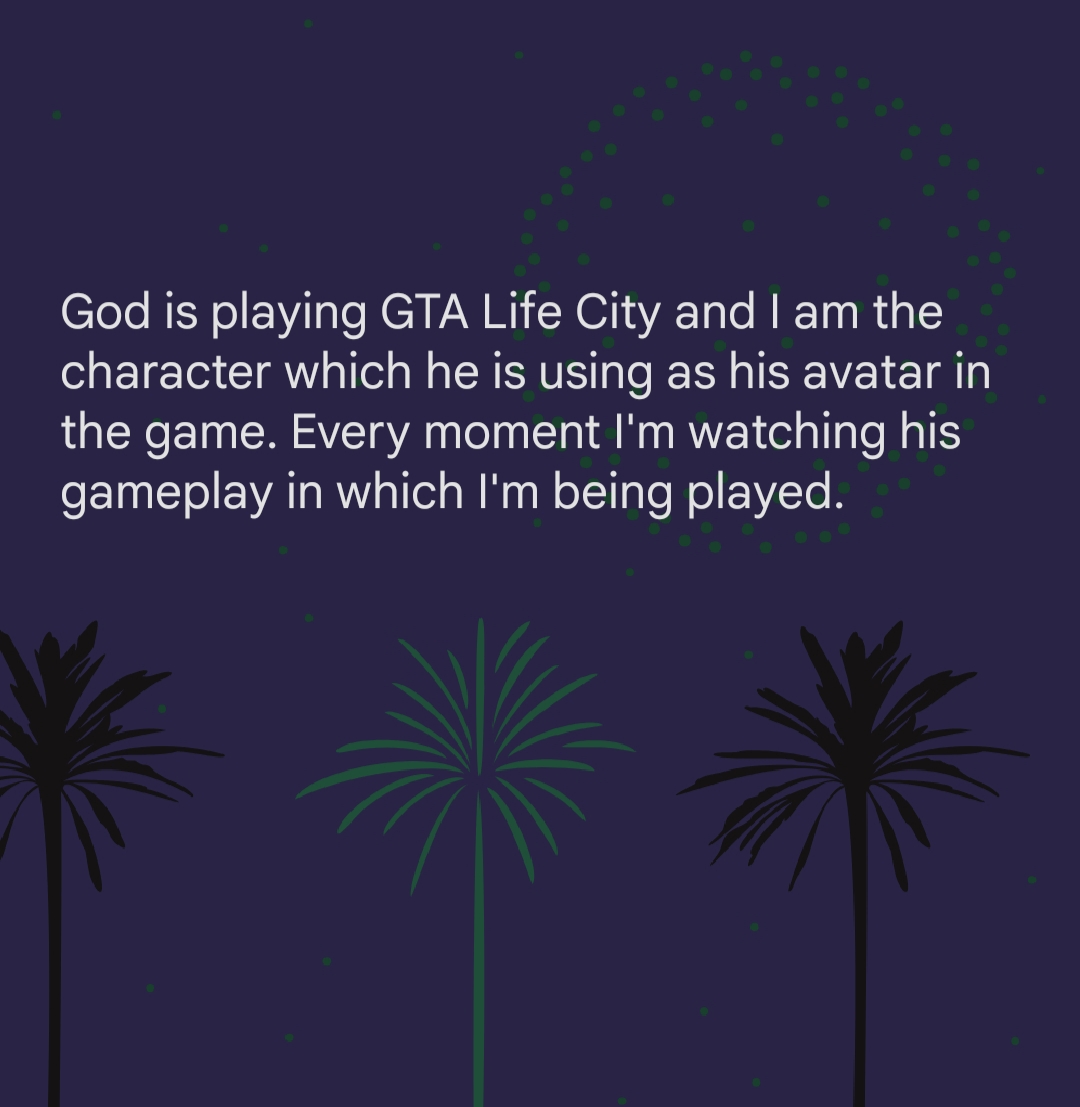 God is playing GTA Life City and I am the
character which he is using as his avatar in
the game. Every moment I'm watching his
gameplay in which I'm being played.